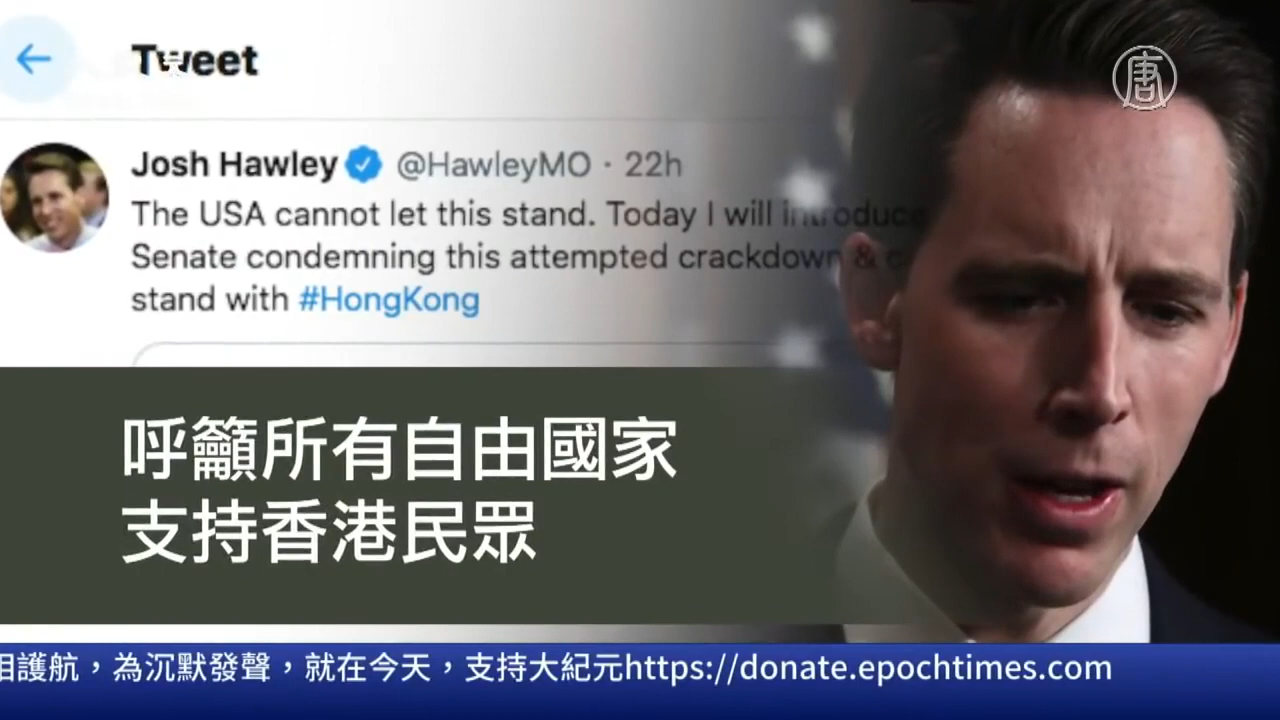 Tweet
唐
Josh Hawley @HawleyMO · 22h
The USA cannot let this stand. Today I will introduce
Senate condemning this attempted crackdown &
stand with #HongKong
呼籲所有自由國家
支持香港民眾
相護航，為沉默發聲，就在今天，支持大紀元https://donate.epochtimes.com